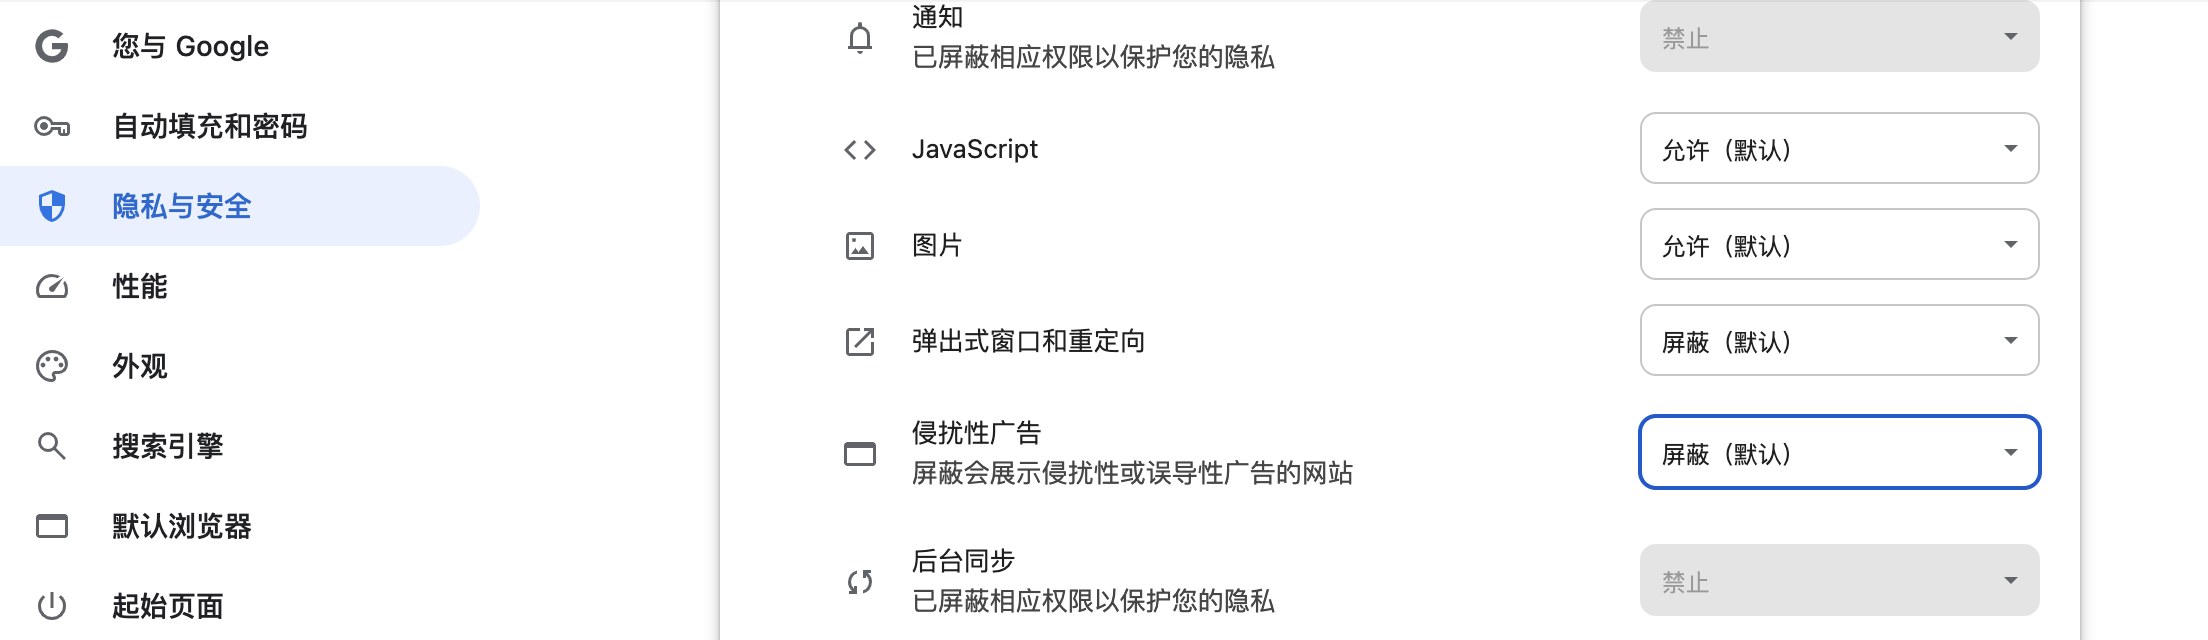 您与 Google
自动填充和密码
隐私与安全
性能
外观
搜索引擎
默认浏览器
起始页面
通知
已屏蔽相应权限以保护您的隐私
禁止
JavaScript
允许（默认）
图片
允许（默认）
弹出式窗口和重定向
屏蔽（默认）
侵扰性广告
屏蔽会展示侵扰性或误导性广告的网站
屏蔽（默认）
后台同步
已屏蔽相应权限以保护您的隐私
禁止